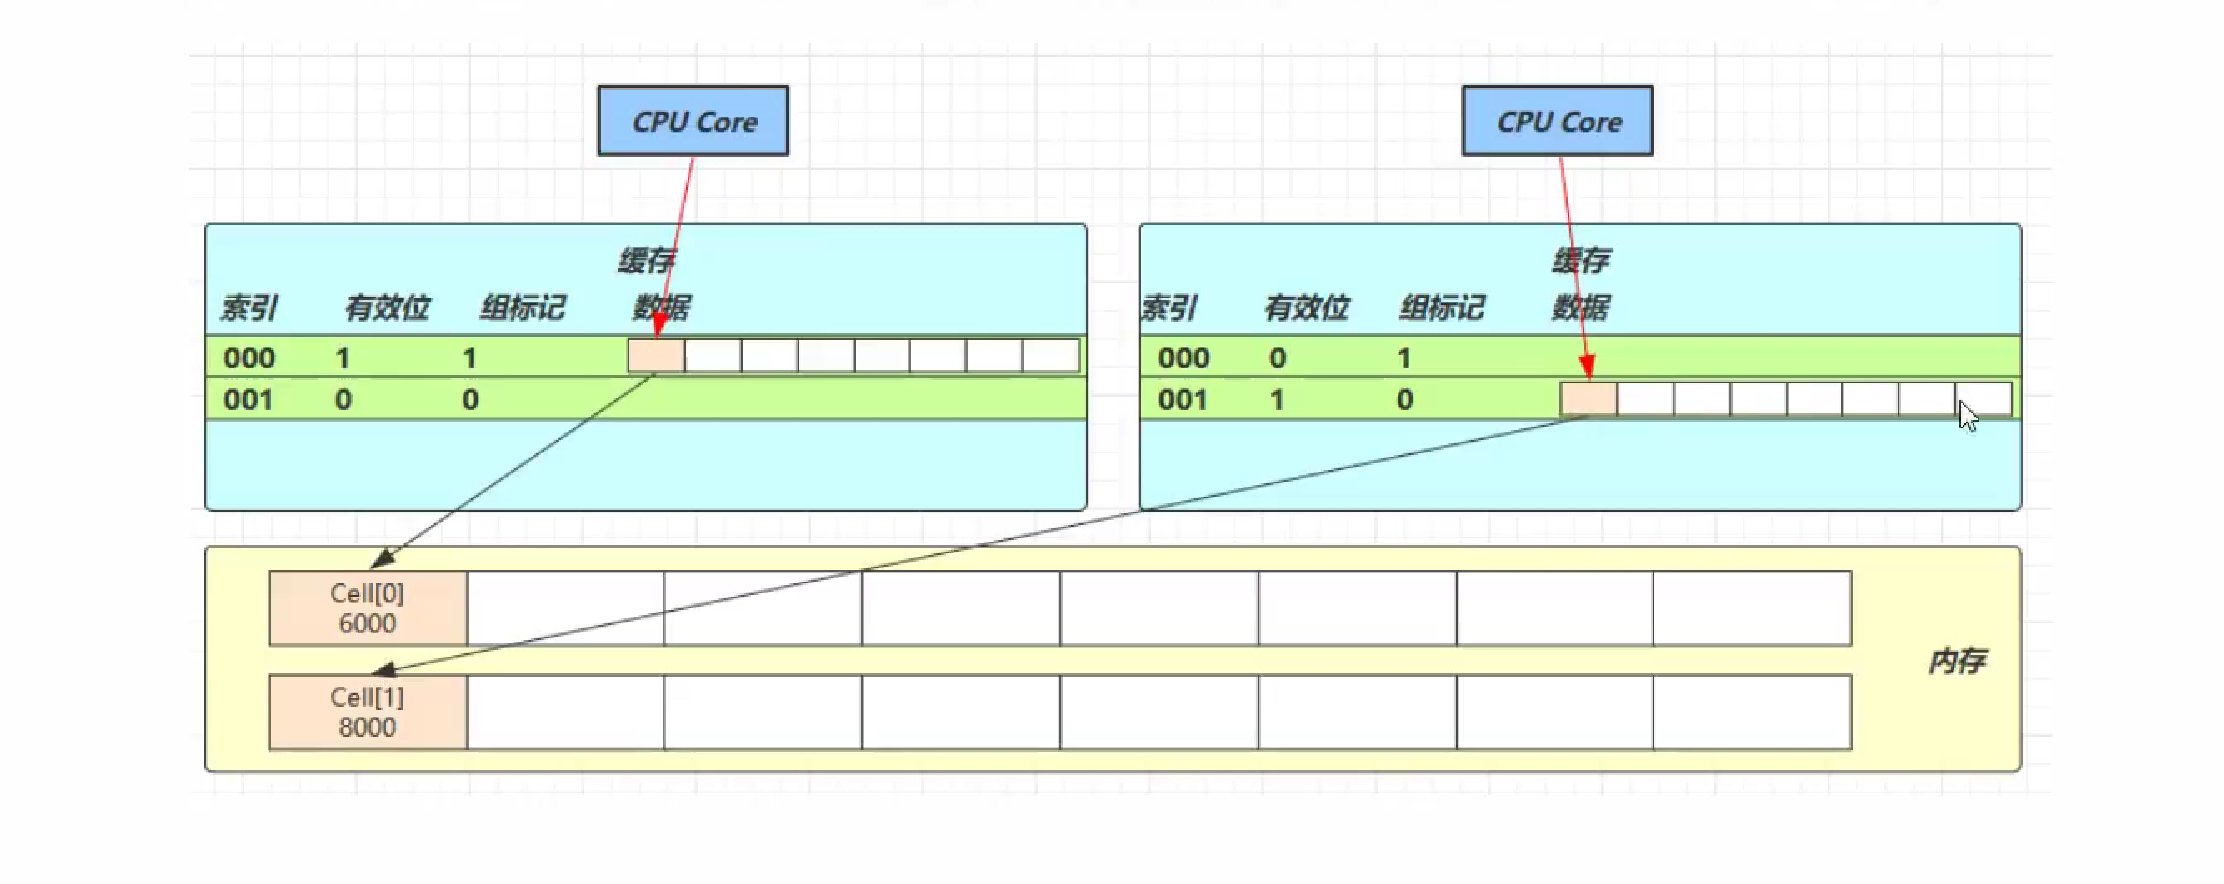 CPU Core
CPU Core
缓存
索引 有效位 组标记 数据
000 1 1
001 0 0
缓存
索引 有效位 组标记 数据
000 0 1
001 1 0
Cell[0]
6000
Cell[1]
8000
内存